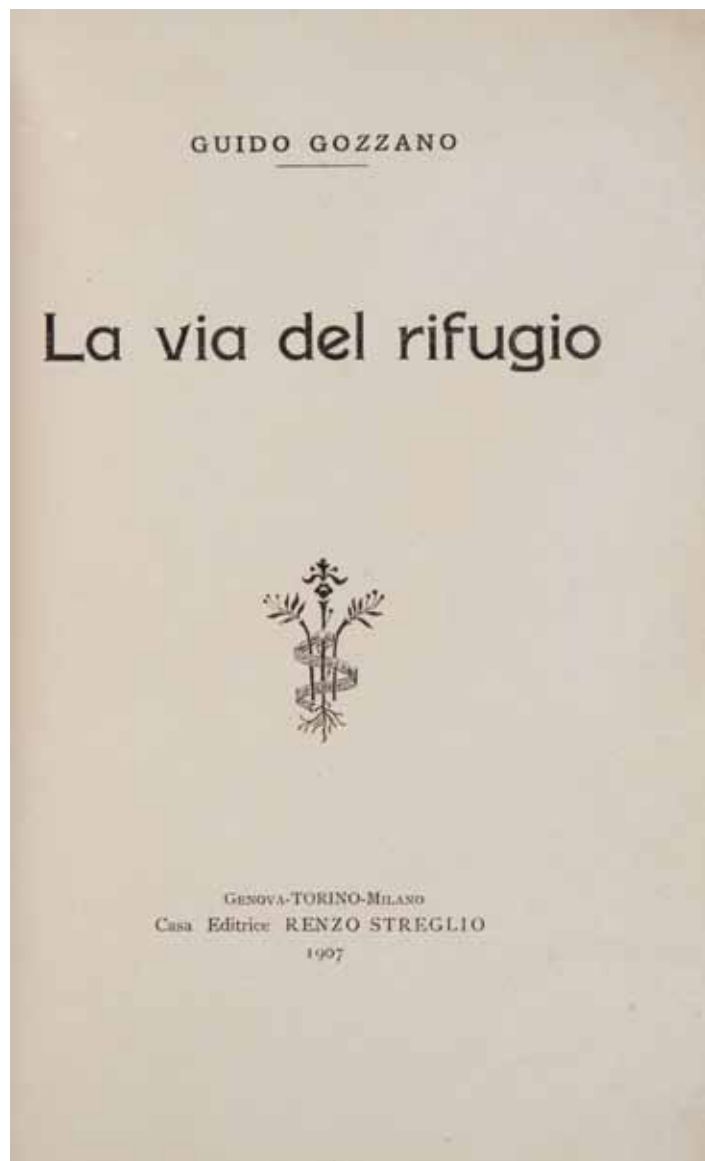 GUIDO GOZZANO
La via del rifugio
GENOVA-TORINO-MILANO
Casa Editrice RENZO STREGLIO
1907